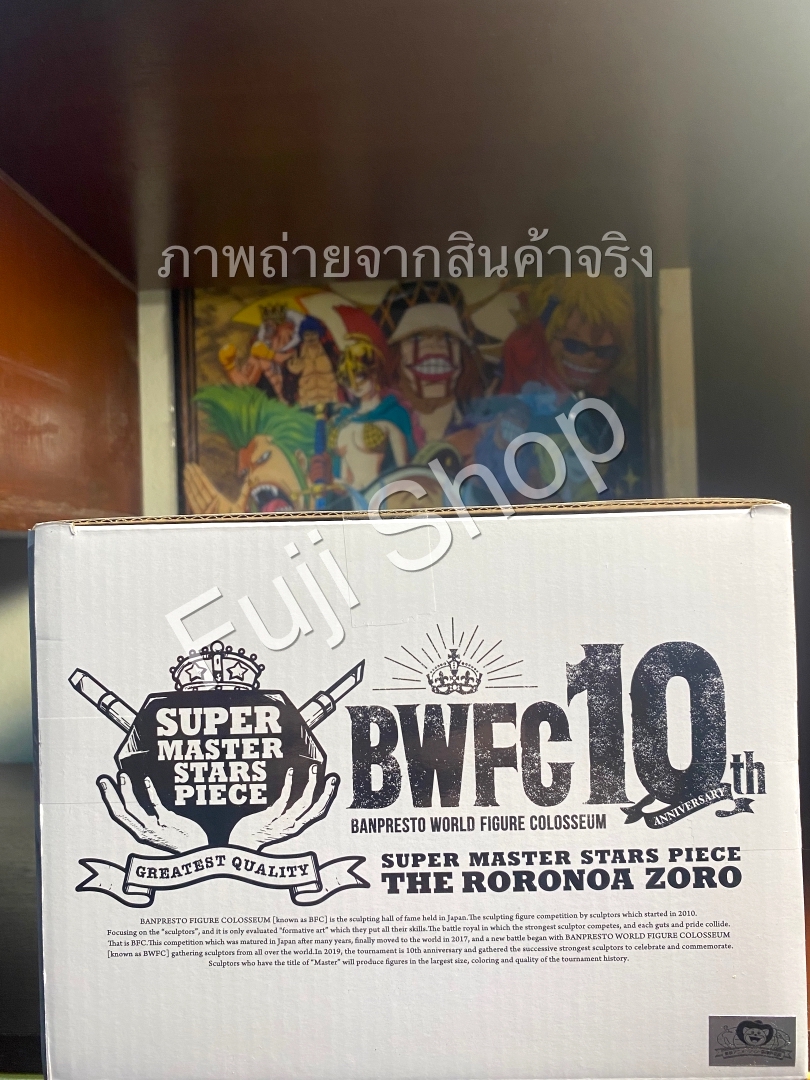 ภาพถ่ายจากสินค้าจริง
Fuji Shop
SUPER
MASTER
STARS
PIECE
GREATEST QUALITY
BWFC 10th
ANNIVERSARY
BANPRESTO WORLD FIGURE COLOSSEUM
SUPER MASTER STARS PIECE
THE RORONOA ZORO
BANPRESTO FIGURE COLOSSEUM [known as BFC] is the sculpting hall of fame held in Japan.The sculpting figure competition by sculptors which started in 2010.
Focusing on the "sculptors", and it is only evaluated "formative art" which they put all their skills.The battle royal in which the strongest sculptor competes, and each guts and pride collide.
That is BFC.This competition which was matured in Japan after many years, finally moved to the world in 2017, and a new battle began with BANPRESTO WORLD FIGURE COLOSSEUM
[known as BWFC] gathering sculptors from all over the world.In 2019, the tournament is 10th anniversary and gathered the successive strongest sculptors to celebrate and commemorate.
Sculptors who have the title of "Master" will produce figures in the largest size, coloring and quality of the tournament history.